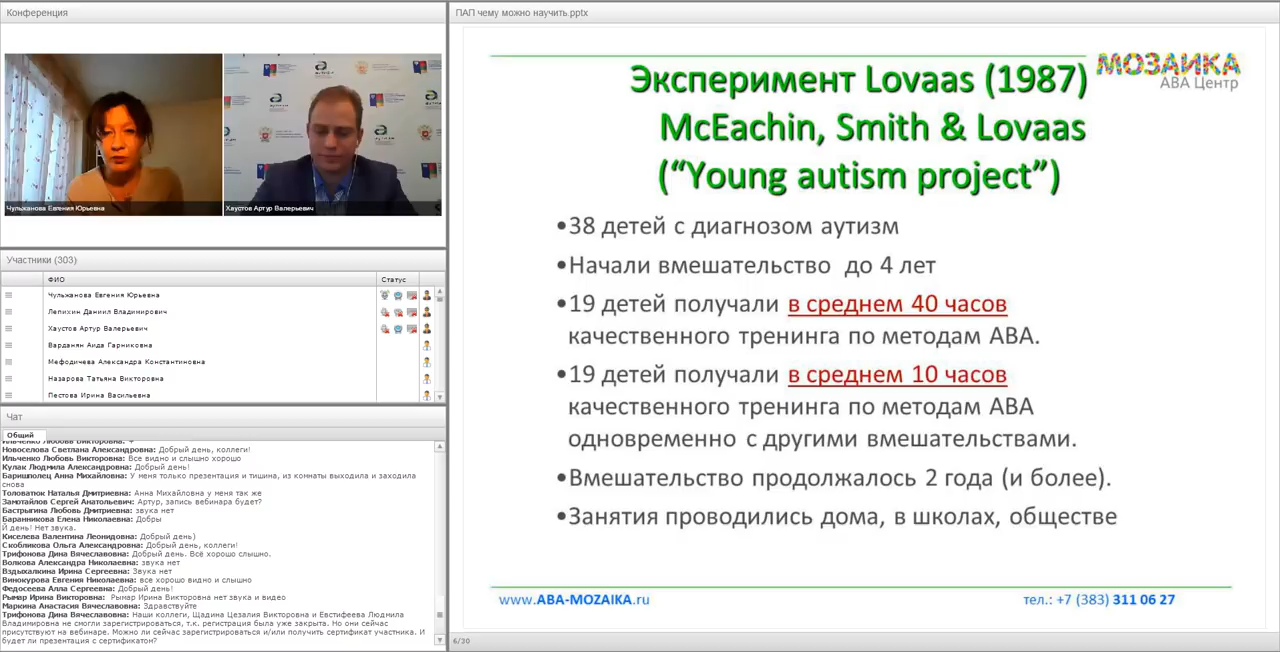 Конференция
Чульжанова Евгения Юрьевна
Хаустов Артур Валерьевич
Участники (303)
ФИО
Статус
Чульжанова Евгения Юрьевна
Лепихин Даниил Владимирович
Хаустов Артур Валерьевич
Варданян Аида Гарниковна
Мефодичева Александра Константиновна
Назарова Татьяна Викторовна
Пестова Ирина Васильевна
Чат
Общий
Ильченко Любовь Викторовна: +
Новоселова Светлана Александровна: Добрый день, коллеги!
Ильченко Любовь Викторовна: Все видно и слышно хорошо
Кулак Людмила Александровна: Добрый день!
Баришполец Анна Михайловна: У меня только презентация и тишина, из комнаты выходила и заходила
снова
Толоватюк Наталья Дмитриевна: Анна Михайловна у меня так же
Замотайлов Сергей Анатольевич: Артур, запись вебинара будет?
Бастрыгина Любовь Дмитриевна: звука нет
Баранникова Елена Николаевна: Добры
Й день! Нет звука.
Киселева Валентина Леонидовна: Добрый день)
Скобликова Ольга Александровна: Добрый день, коллеги!
Трифонова Дина Вячеславовна: Добрый день. Всё хорошо слышно.
Волкова Александра Николаевна: звука нет
Вздыхалкина Ирина Сергеевна: Звука нет
Винокурова Евгения Николаевна: все хорошо видно и слышно
Федосеева Алла Сергеевна: Добрый день!
Рымар Ирина Викторовна: Рымар Ирина Викторовна нет звука и видео
Маркина Анастасия Вячеславовна: Здравствуйте
Трифонова Дина Вячеславовна: Наши коллеги, Щадина Цезалия Викторовна и Евстифеева Людмила
Владимировна не смогли зарегистрироваться, т.к. регистрация была уже закрыта. Но они сейчас
присутствуют на вебинаре. Можно ли сейчас зарегистрироваться и/или получить сертификат участника. И
будет ли презентация с сертификатом?
ПАП чему можно научить.pptx
МОЗАИКА
АВА Центр
Эксперимент Lovaas (1987)
McEachin, Smith & Lovaas
(“Young autism project”)
•38 детей с диагнозом аутизм
•Начали вмешательство до 4 лет
•19 детей получали в среднем 40 часов
качественного тренинга по методам АВА.
•19 детей получали в среднем 10 часов
качественного тренинга по методам АВА
одновременно с другими вмешательствами.
•Вмешательство продолжалось 2 года (и более).
•Занятия проводились дома, в школах, обществе
www.ABA-MOZAIKA.ru
тел.: +7 (383) 311 06 27
6/30